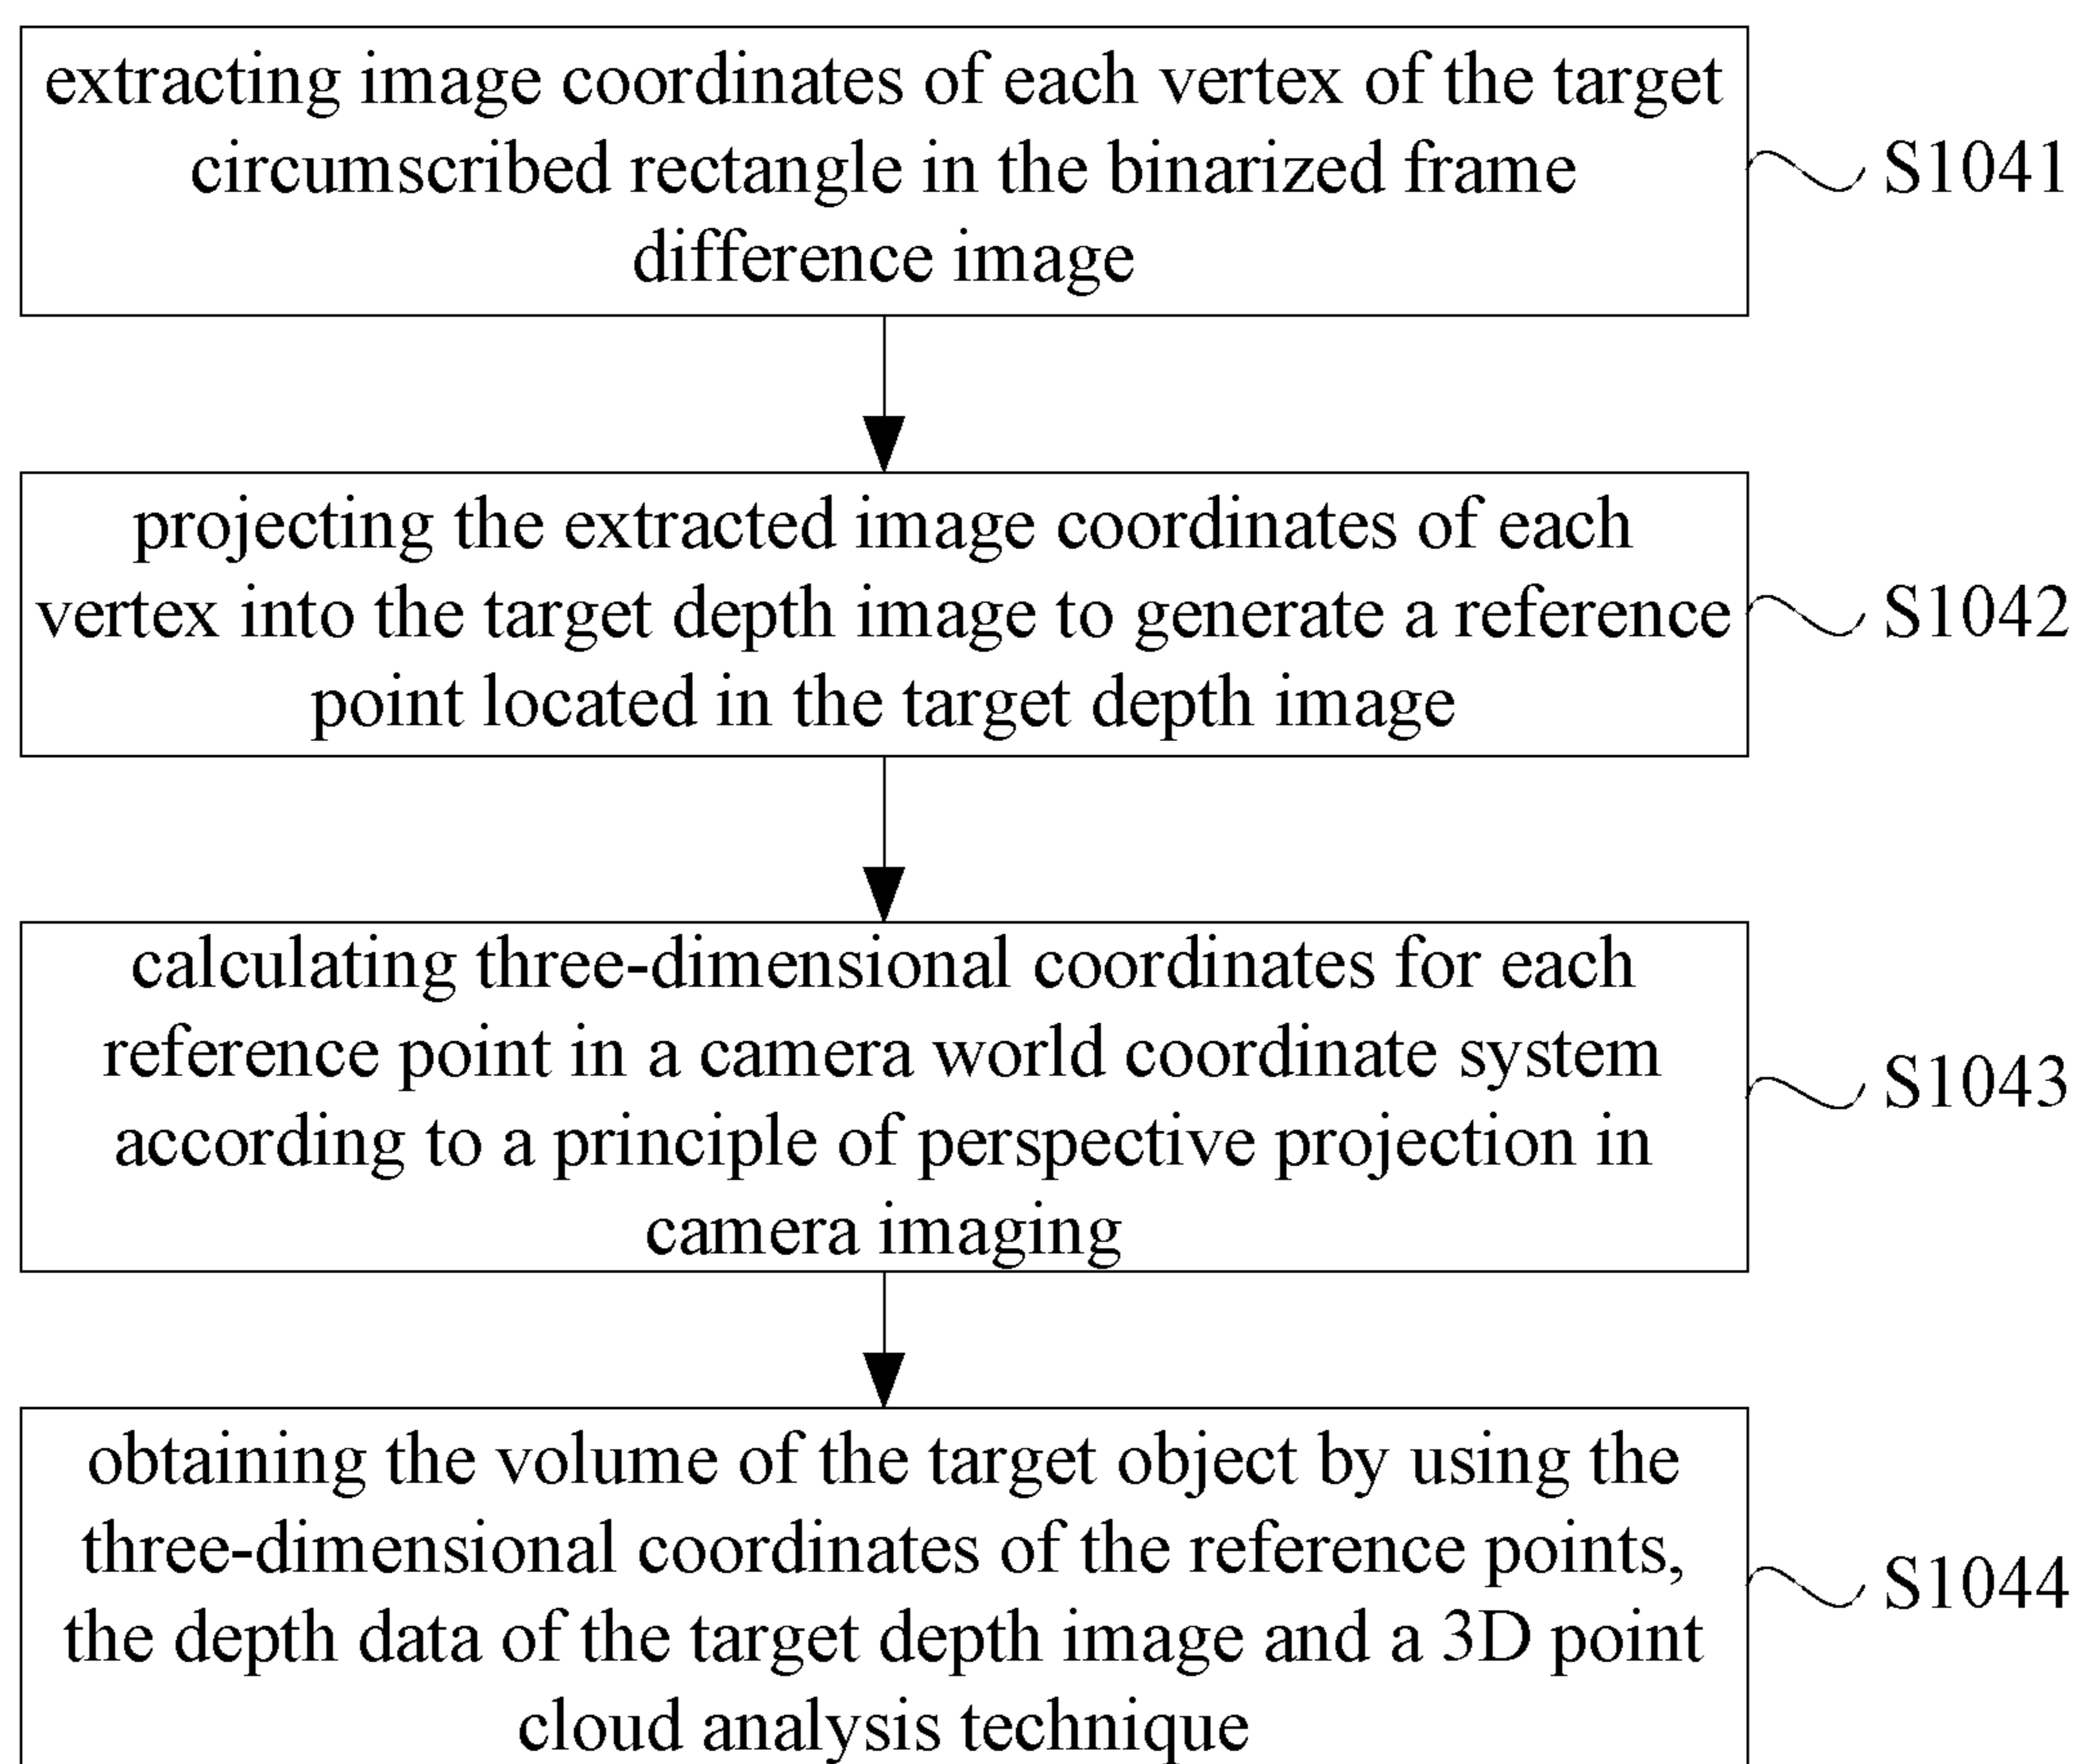 extracting image coordinates of each vertex of the target
circumscribed rectangle in the binarized frame
difference image
S1041
projecting the extracted image coordinates of each
vertex into the target depth image to generate a reference
point located in the target depth image
S1042
calculating three-dimensional coordinates for each
reference point in a camera world coordinate system
according to a principle of perspective projection in
camera imaging
S1043
obtaining the volume of the target object by using the
three-dimensional coordinates of the reference points,
the depth data of the target depth image and a 3D point
cloud analysis technique
S1044